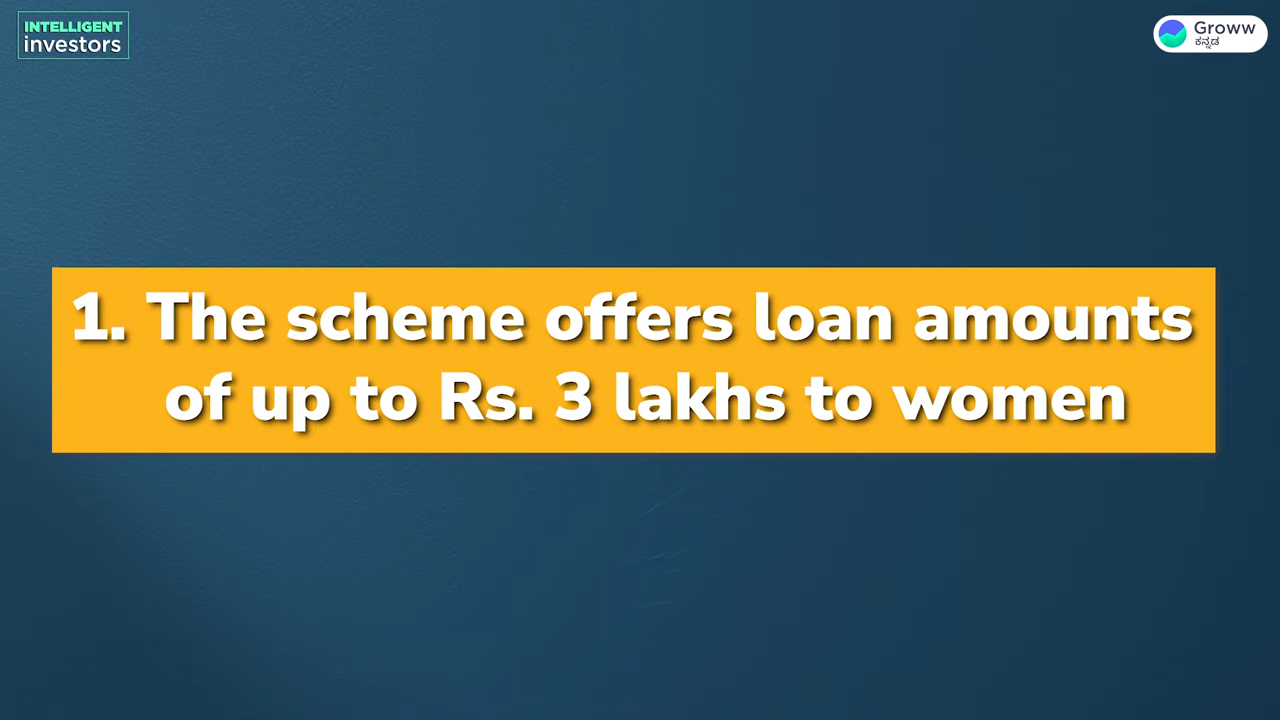 INTELLIGENT
investors
Groww
ಕನ್ನಡ
1. The scheme offers loan amounts
of up to Rs. 3 lakhs to women